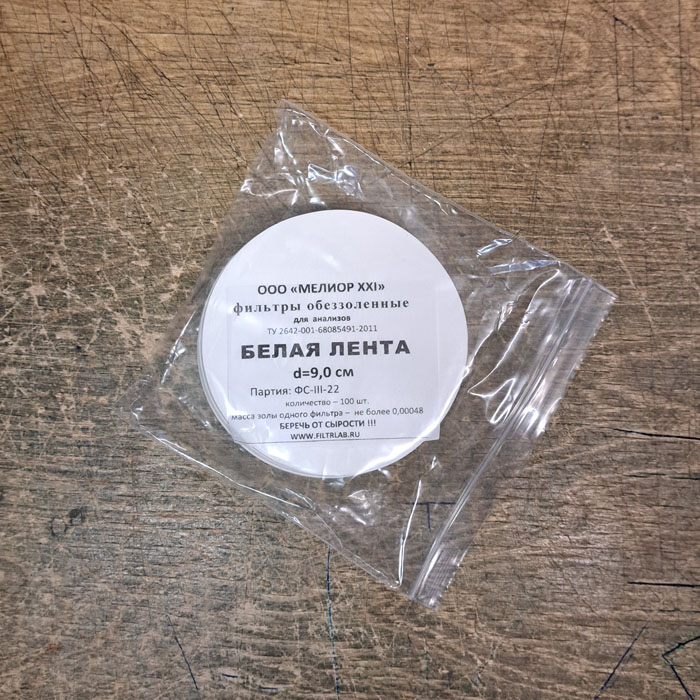 ООО «МЕЛИОР XXI»
фильтры обеззоленные
для анализов
ТУ 2642-001-68085491-2011
БЕЛАЯ ЛЕНТА
d=9,0 см
Партия: ФС-III-22
количество – 100 шт.
масса золы одного фильтра – не более 0,00048
БЕРЕЧЬ ОТ СЫРОСТИ !!!
WWW.FILTRLAB.RU